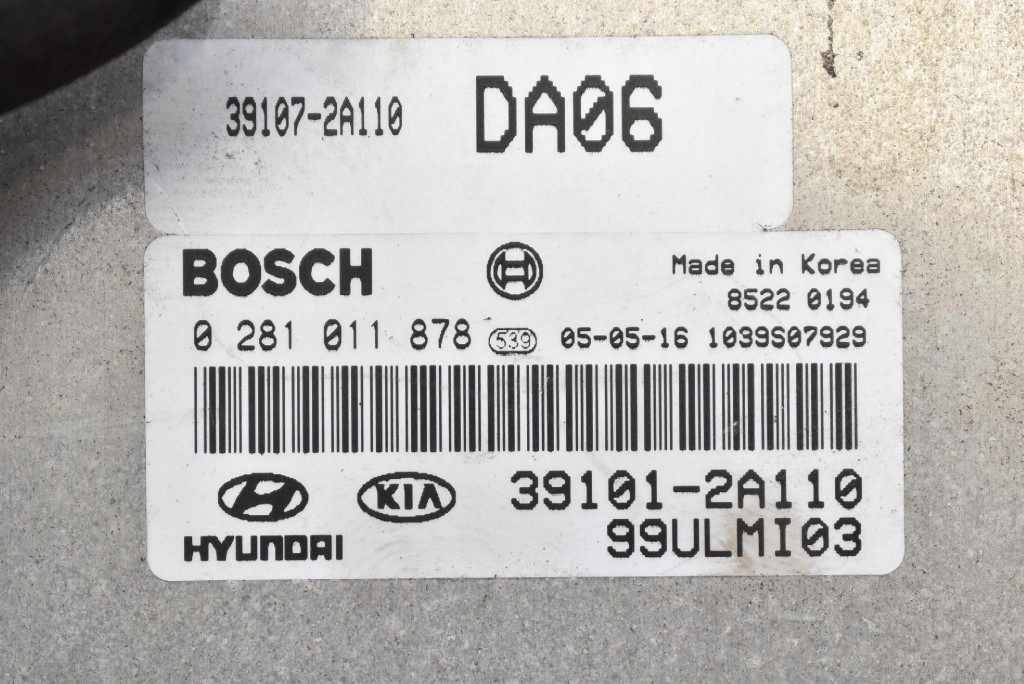 39107-2A110 DA06
BOSCH Made in Korea
8522 0194
0 281 011 878 539 05-05-16 1039S07929
KIA 39101-2A110
HYUNDAI 99ULMI03